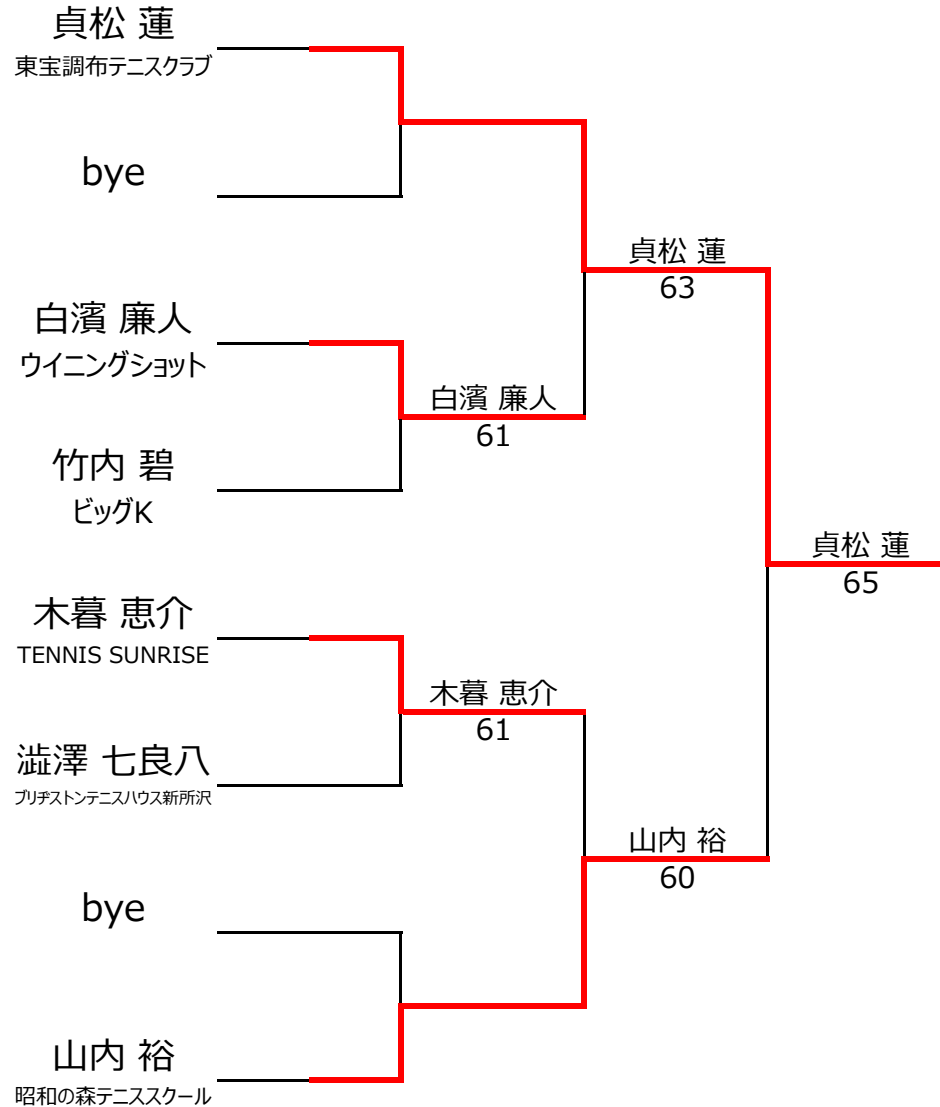 貞松 蓮
東宝調布テニスクラブ
bye
白濱 廉人
ウイニングショット
竹内 碧
ビッグK
木暮 恵介
TENNIS SUNRISE
澁澤 七良八
ブリヂストンテニスハウス新所沢
bye
山内 裕
昭和の森テニススクール
白濱 廉人
61
木暮 恵介
61
貞松 蓮
63
山内 裕
60
貞松 蓮
65